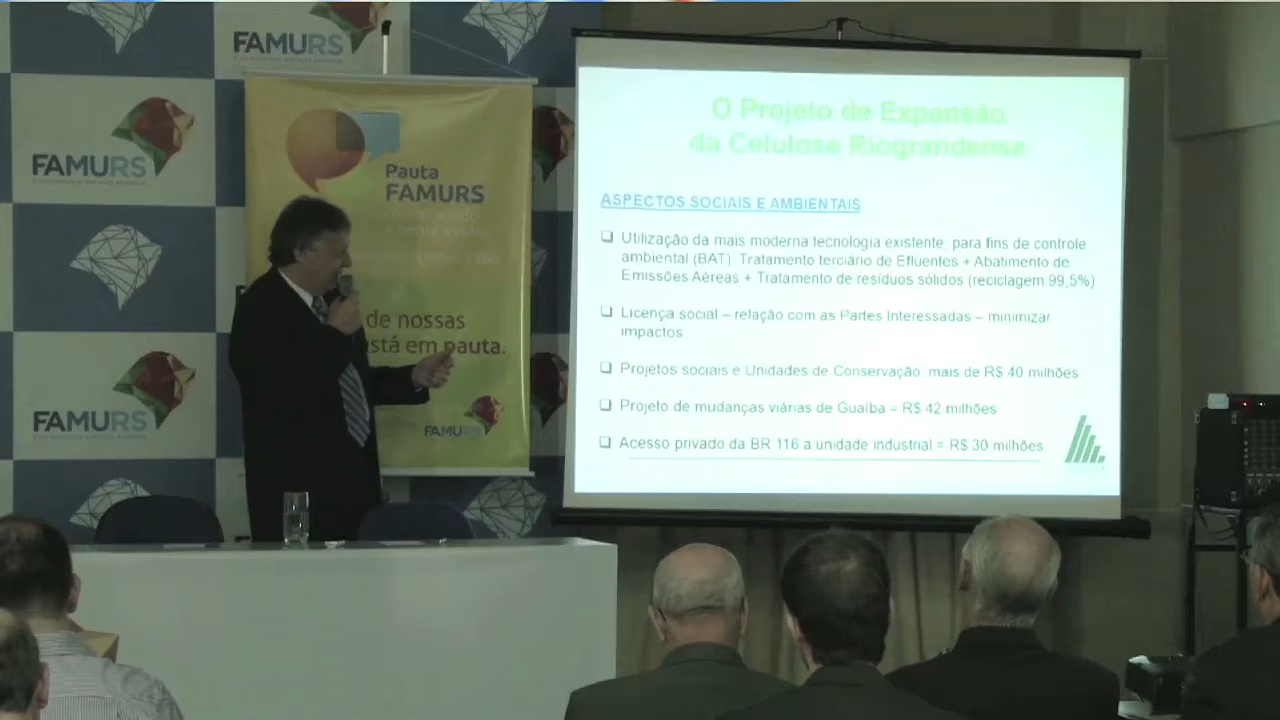 FAMURS
FAMURS
FAMURS
Pauta
FAMURS
de nossas
stá em pauta.
FAMURS
O Projeto de Expansão
da Celulose Riograndense
ASPECTOS SOCIAIS E AMBIENTAIS
❑ Utilização da mais moderna tecnologia existente, para fins de controle
ambiental (BAT) Tratamento terciário de Efluentes + Abatimento de
Emissões Aéreas + Tratamento de resíduos sólidos (reciclagem 99,5%)
❑ Licença social – relação com as Partes Interessadas – minimizar
impactos
❑ Projetos sociais e Unidades de Conservação mais de R$ 40 milhões
❑ Projeto de mudanças viárias de Guaíba = R$ 42 milhões
❑ Acesso privado da BR 116 a unidade industrial = R$ 30 milhões